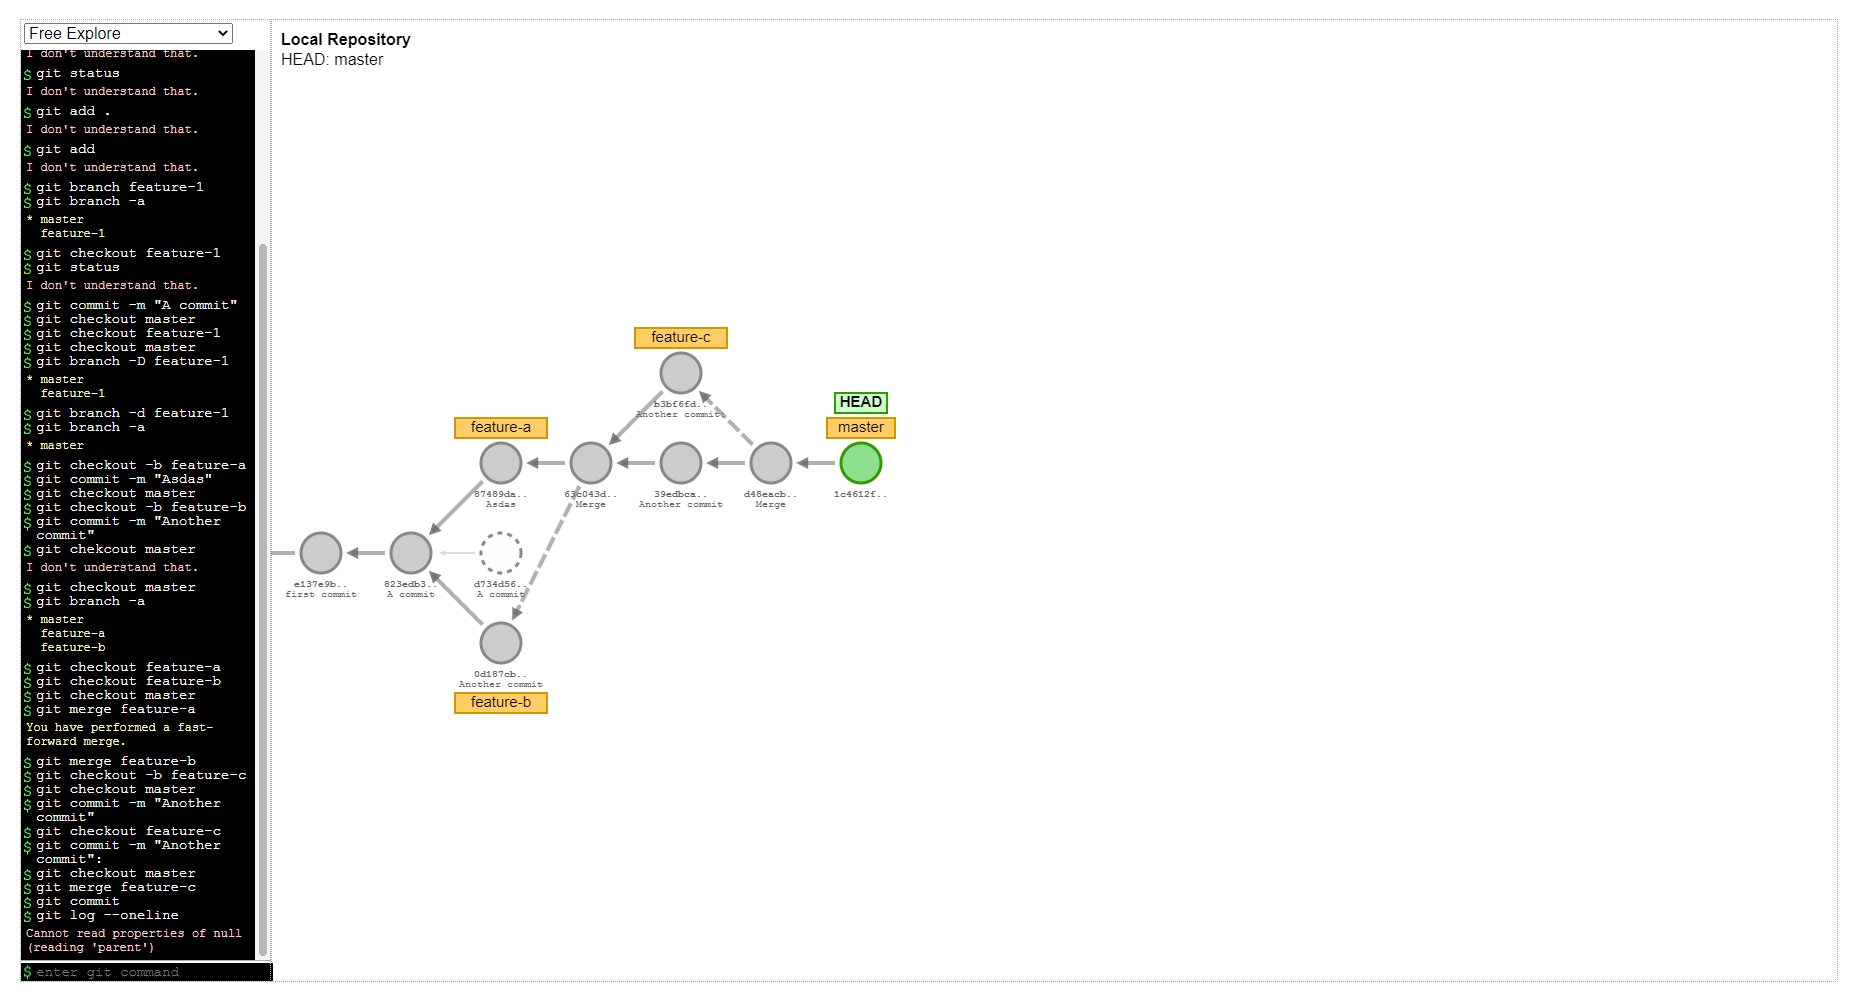 Free Explore
I don't understand that.
$ git status
I don't understand that.
$ git add .
I don't understand that.
$ git add
I don't understand that.
$ git branch feature-1
$ git branch -a
* master
feature-1
$ git checkout feature-1
$ git status
I don't understand that.
$ git commit -m "A commit"
$ git checkout master
$ git checkout feature-1
$ git checkout master
$ git branch -D feature-1
* master
feature-1
$ git branch -d feature-1
$ git branch -a
* master
$ git checkout -b feature-a
$ git commit -m "Asdas"
$ git checkout master
$ git checkout -b feature-b
$ git commit -m "Another
commit"
$ git chekcout master
I don't understand that.
$ git checkout master
$ git branch -a
* master
feature-a
feature-b
$ git checkout feature-a
$ git checkout feature-b
$ git checkout master
$ git merge feature-a
You have performed a fast-
forward merge.
$ git merge feature-b
$ git checkout -b feature-c
$ git checkout master
$ git commit -m "Another
commit"
$ git checkout feature-c
$ git commit -m "Another
commit":
$ git checkout master
$ git merge feature-c
$ git commit
$ git log --oneline
Cannot read properties of null
(reading 'parent')
$ enter git command
Local Repository
HEAD: master
feature-c
b3bf6fd..
Another commit
HEAD
feature-a
master
87489da..
Asdas
63c043d..
Merge
39edbca..
Another commit
d48eacb..
Merge
1c4612f..
e137e9b..
first commit
823edb3..
A commit
d734d56..
A commit
0d187cb..
Another commit
feature-b